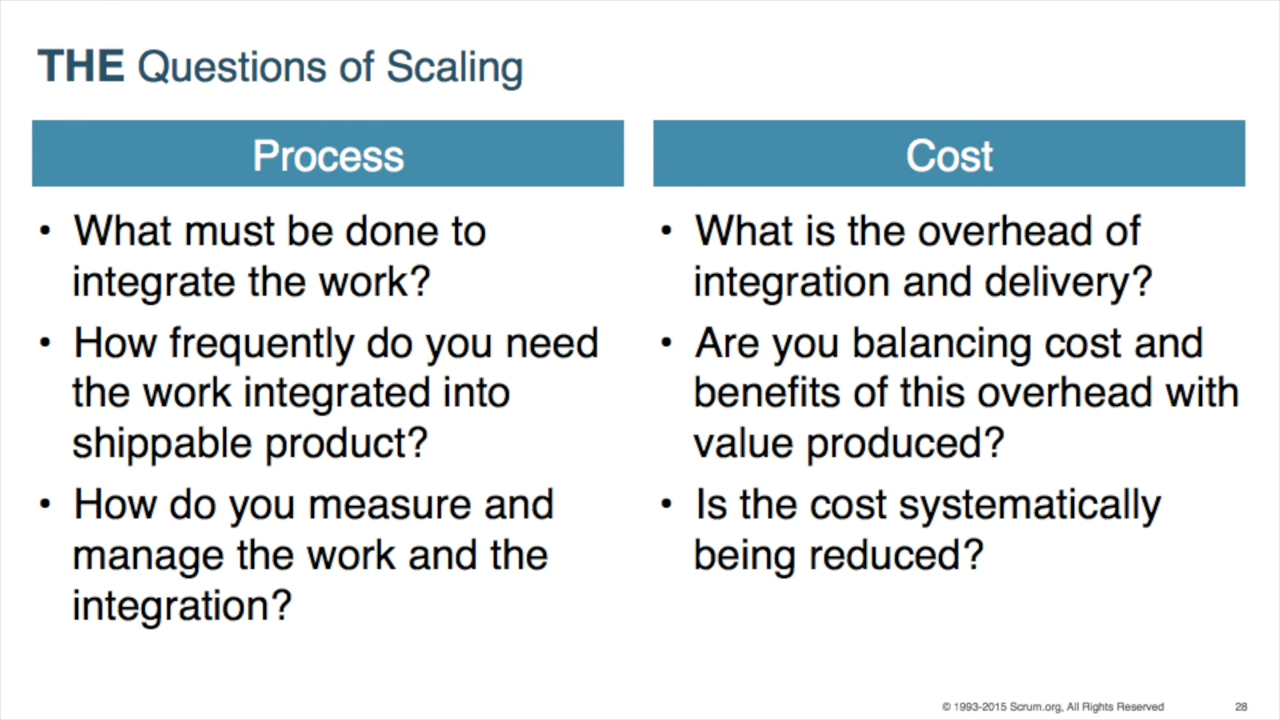 THE Questions of Scaling
Process
• What must be done to
integrate the work?
• How frequently do you need
the work integrated into
shippable product?
• How do you measure and
manage the work and the
integration?
Cost
• What is the overhead of
integration and delivery?
• Are you balancing cost and
benefits of this overhead with
value produced?
• Is the cost systematically
being reduced?
© 1993-2015 Scrum.org, All Rights Reserved
28